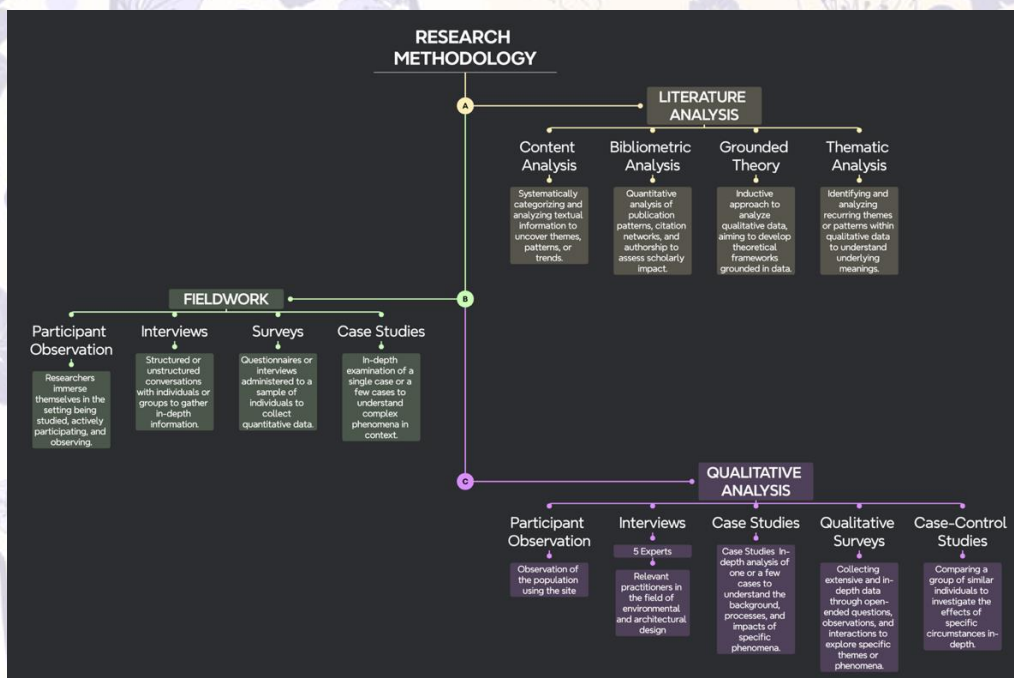 RESEARCH
METHODOLOGY
A
LITERATURE
ANALYSIS
Content
Analysis
Systematically
categorizing and
analyzing textual
information to
uncover themes,
patterns, or
trends.
Bibliometric
Analysis
Quantitative
analysis of
publication
patterns, citation
networks, and
authorship to
assess scholarly
impact.
Grounded
Theory
Inductive
approach to
analyze
qualitative data,
aiming to develop
theoretical
frameworks
grounded in data.
Thematic
Analysis
Identifying and
analyzing
recurring themes
or patterns within
qualitative data
to understand
underlying
meanings.
B
FIELDWORK
Participant
Observation
Researchers
immerse
themselves in the
setting being
studied, actively
participating, and
observing.
Interviews
Structured or
unstructured
conversations
with individuals or
groups to gather
in-depth
information.
Surveys
Questionnaires or
interviews
administered to a
sample of
individuals to
collect
quantitative data.
Case Studies
In-depth
examination of a
single case or a
few cases to
understand
complex
phenomena in
context.
C
QUALITATIVE
ANALYSIS
Participant
Observation
Observation of
the population
using the site
Interviews
5 Experts
Relevant
practitioners in
the field of
environmental
and architectural
design
Case Studies
Case Studies In-
depth analysis of
one or a few
cases to
understand the
background,
processes, and
impacts of
specific
phenomena.
Qualitative
Surveys
Collecting
extensive and in-
depth data
through open-
ended questions,
observations, and
interactions to
explore specific
themes or
phenomena.
Case-Control
Studies
Comparing a
group of similar
individuals to
investigate the
effects of
specific
circumstances in-
depth.